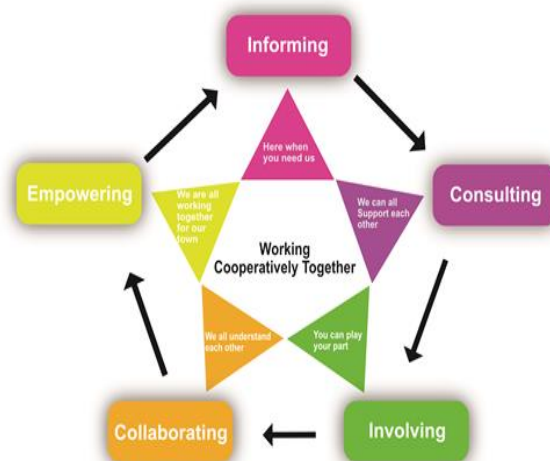 Informing
Here when
you need us
Empowering
We are all
working
together
for our
town
We can all
Support each
other
Consulting
Working
Cooperatively Together
We all understand
each other
You can play
your part
Collaborating
Involving